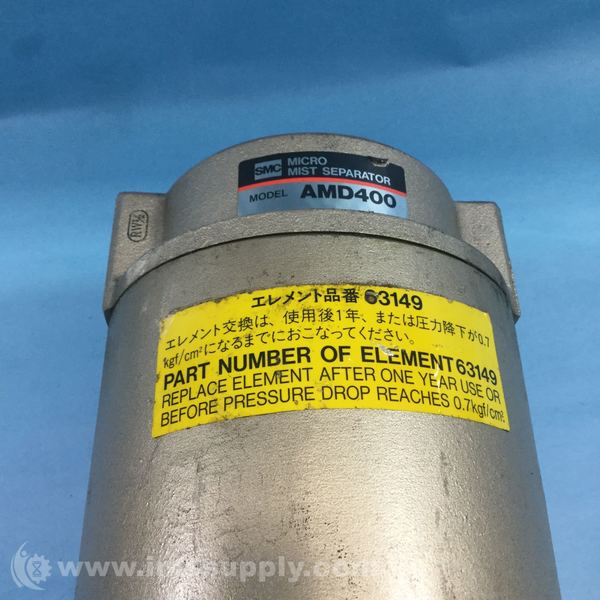 SMC MICRO
MIST SEPARATOR
MODEL AMD400
エレメント品番 63149
エレメント交換は、使用後1年、または圧力降下が0.7
kgf/cm²になるまでにおこなってください。
PART NUMBER OF ELEMENT 63149
REPLACE ELEMENT AFTER ONE YEAR USE OR
BEFORE PRESSURE DROP REACHES 0.7kgf/cm²